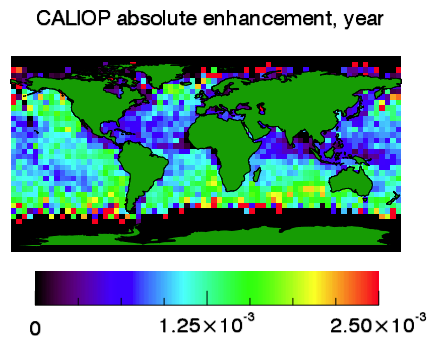 CALIOP absolute enhancement, year
0 1.25×10⁻³ 2.50×10⁻³